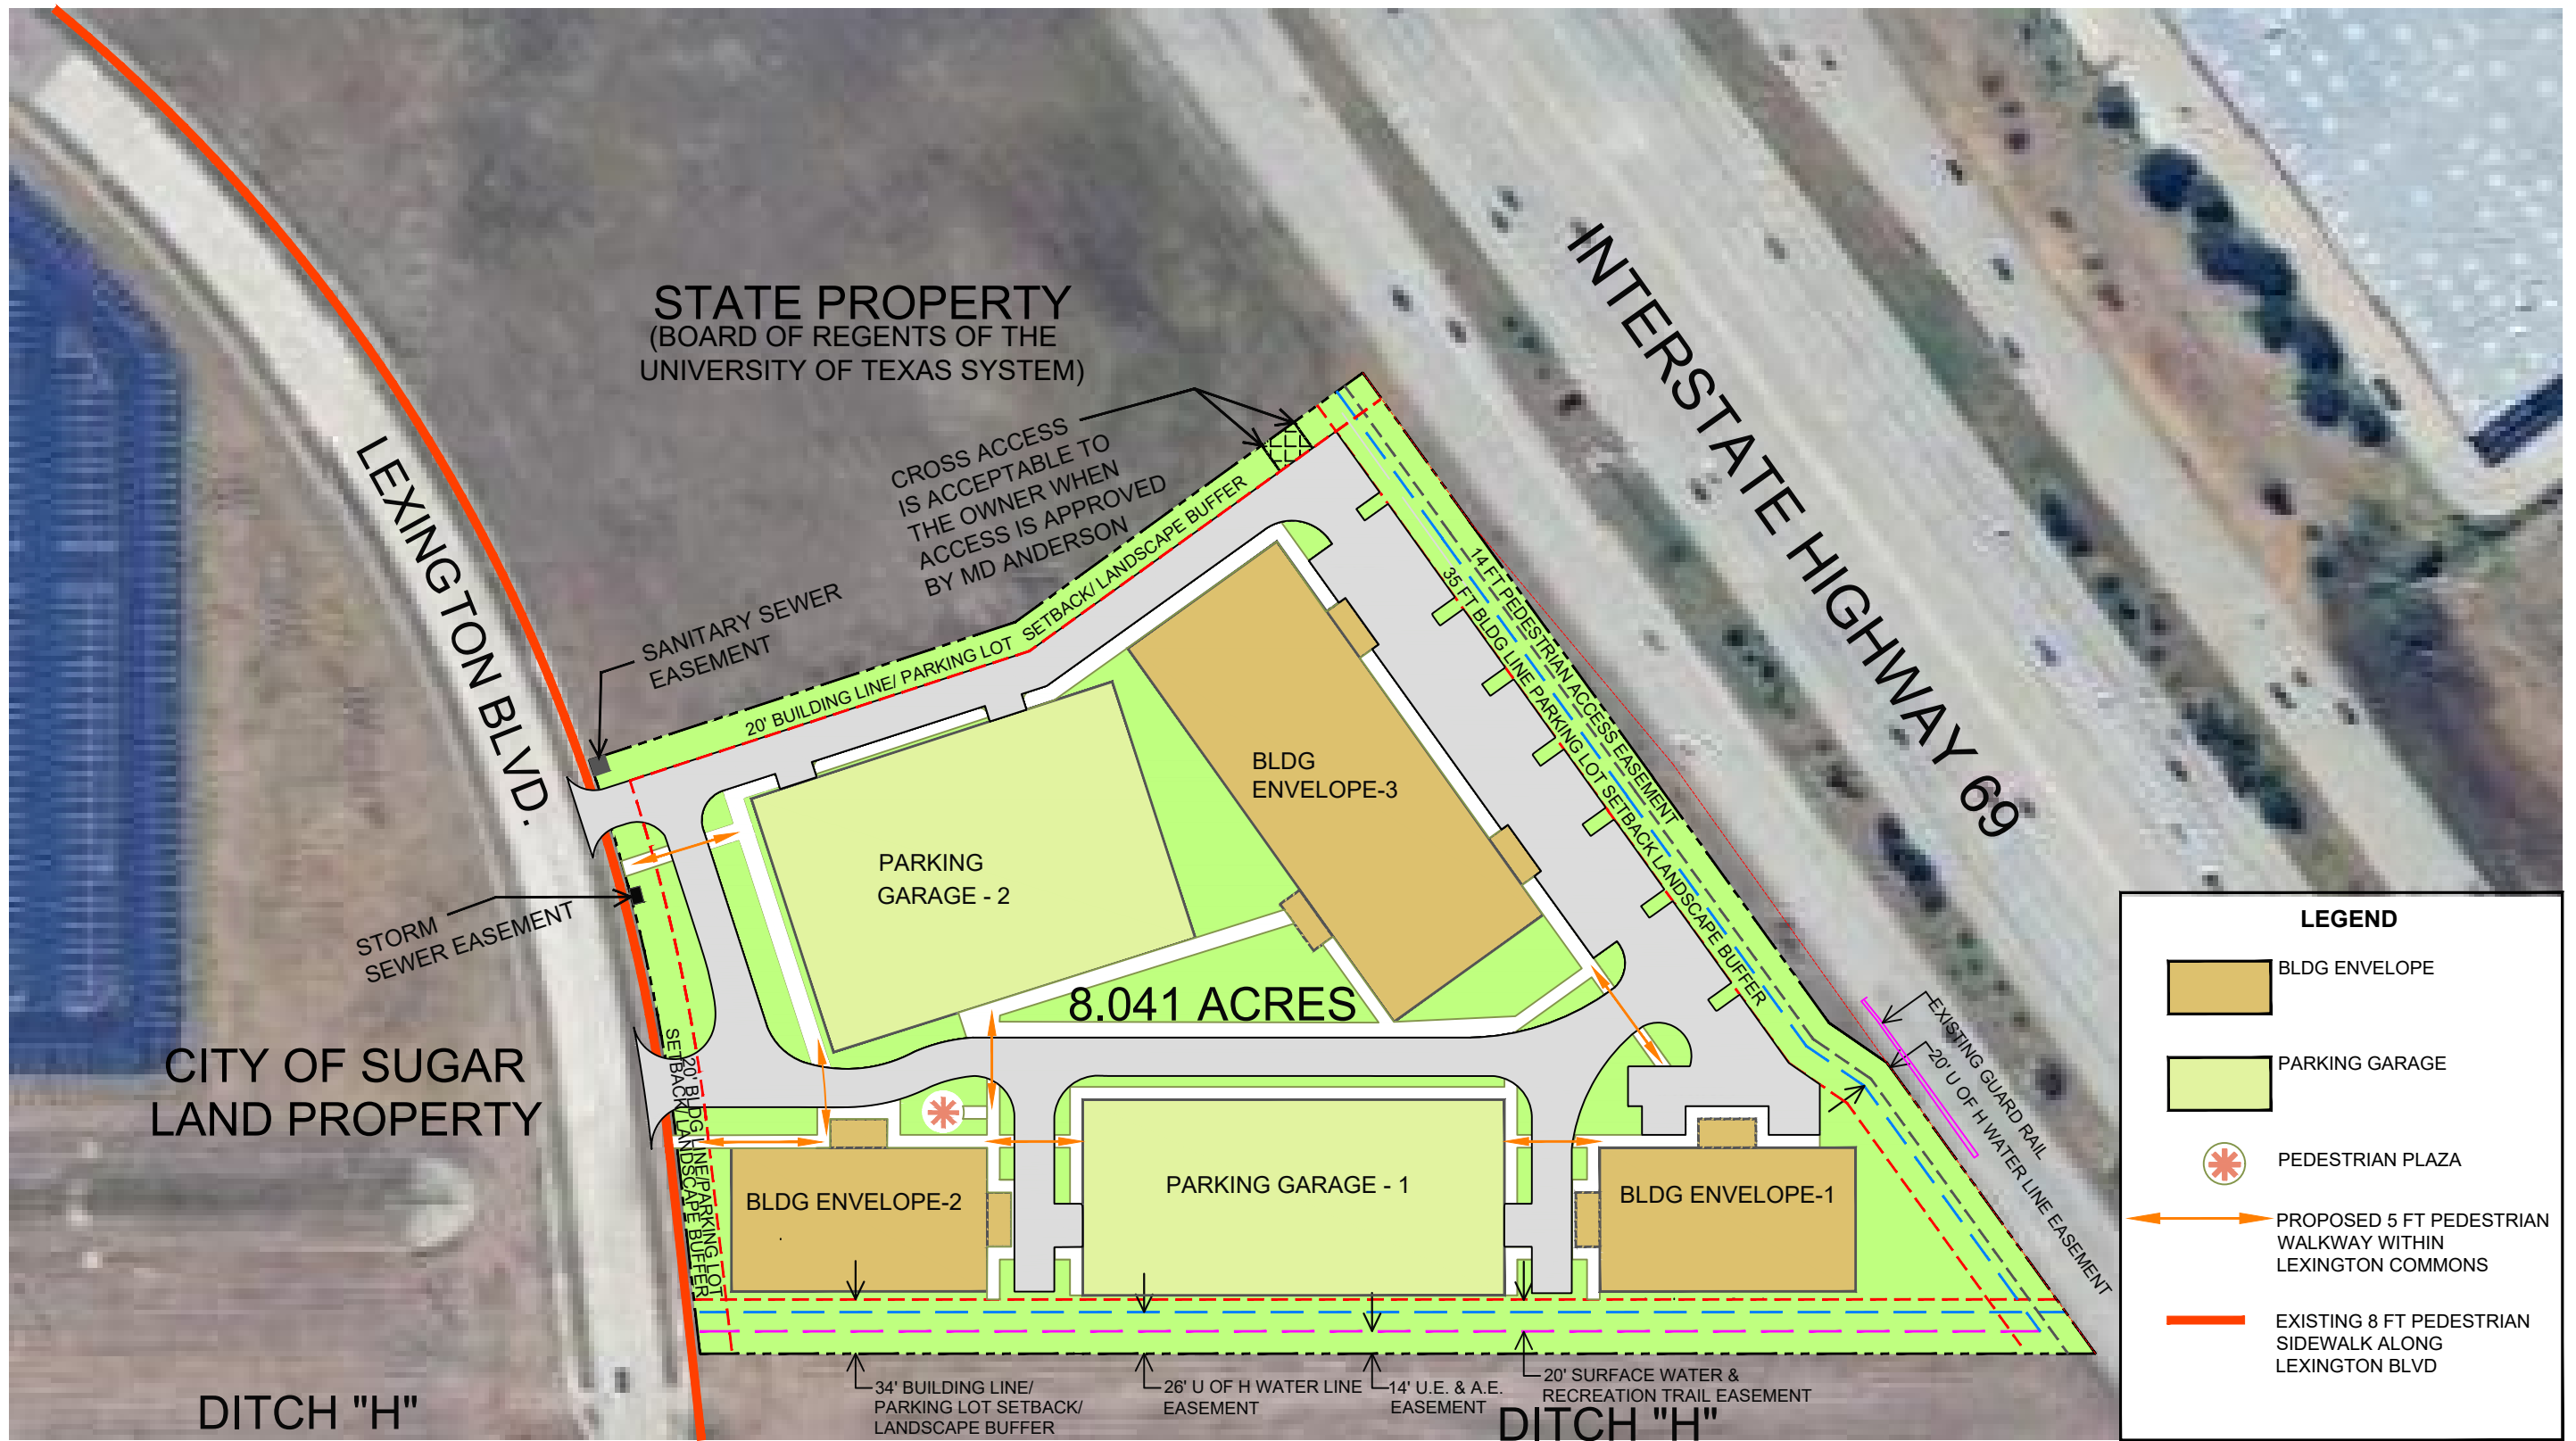 STATE PROPERTY
(BOARD OF REGENTS OF THE
UNIVERSITY OF TEXAS SYSTEM)
INTERSTATE HIGHWAY 69
LEXINGTON BLVD.
CROSS ACCESS
IS ACCEPTABLE TO
THE OWNER WHEN
ACCESS IS APPROVED
BY MD ANDERSON
SANITARY SEWER
EASEMENT
20' BUILDING LINE/ PARKING LOT SETBACK/ LANDSCAPE BUFFER
14 FT PEDESTRIAN ACCESS EASEMENT
35 FT BLDG LINE PARKING LOT SETBACK LANDSCAPE BUFFER
BLDG
ENVELOPE-3
PARKING
GARAGE - 2
STORM
SEWER EASEMENT
8.041 ACRES
CITY OF SUGAR
LAND PROPERTY
20' BLDG LINE/PARKING LOT
SETBACK/LANDSCAPE BUFFER
EXISTING GUARD RAIL
20' U OF H WATER LINE EASEMENT
BLDG ENVELOPE-2
PARKING GARAGE - 1
BLDG ENVELOPE-1
34' BUILDING LINE/
PARKING LOT SETBACK/
LANDSCAPE BUFFER
26' U OF H WATER LINE
EASEMENT
14' U.E. & A.E.
EASEMENT
20' SURFACE WATER &
RECREATION TRAIL EASEMENT
DITCH "H"
DITCH "H"
LEGEND
BLDG ENVELOPE
PARKING GARAGE
PEDESTRIAN PLAZA
PROPOSED 5 FT PEDESTRIAN
WALKWAY WITHIN
LEXINGTON COMMONS
EXISTING 8 FT PEDESTRIAN
SIDEWALK ALONG
LEXINGTON BLVD